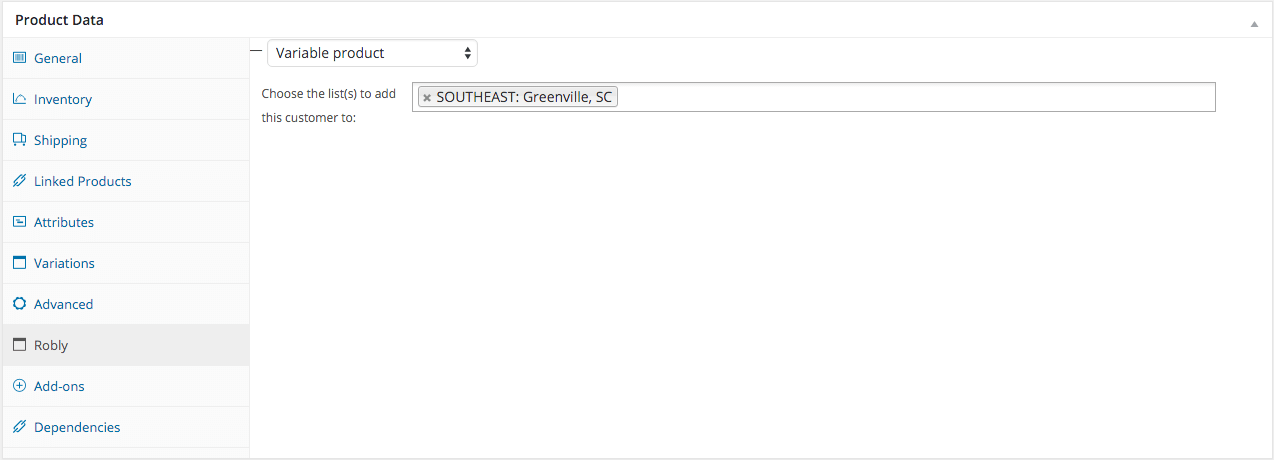 Product Data
General
Inventory
Shipping
Linked Products
Attributes
Variations
Advanced
Robly
Add-ons
Dependencies
— Variable product
Choose the list(s) to add
this customer to:
× SOUTHEAST: Greenville, SC